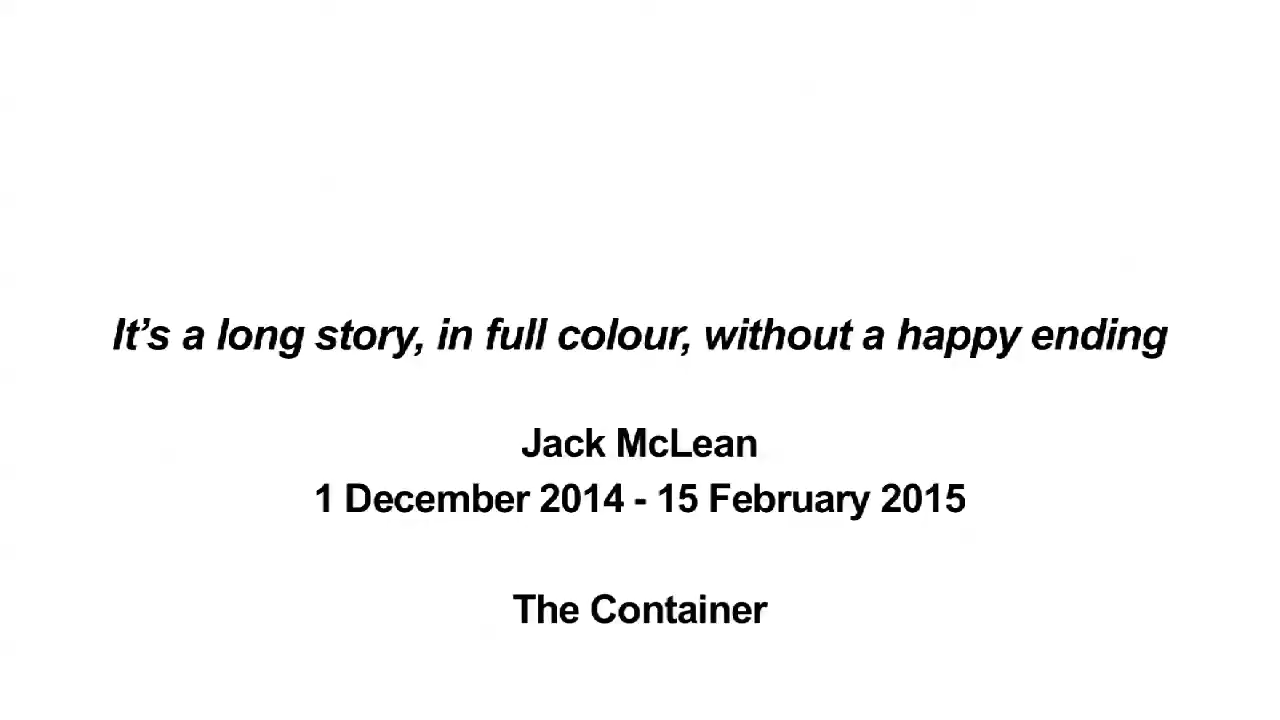 It’s a long story, in full colour, without a happy ending
Jack McLean
1 December 2014 - 15 February 2015
The Container